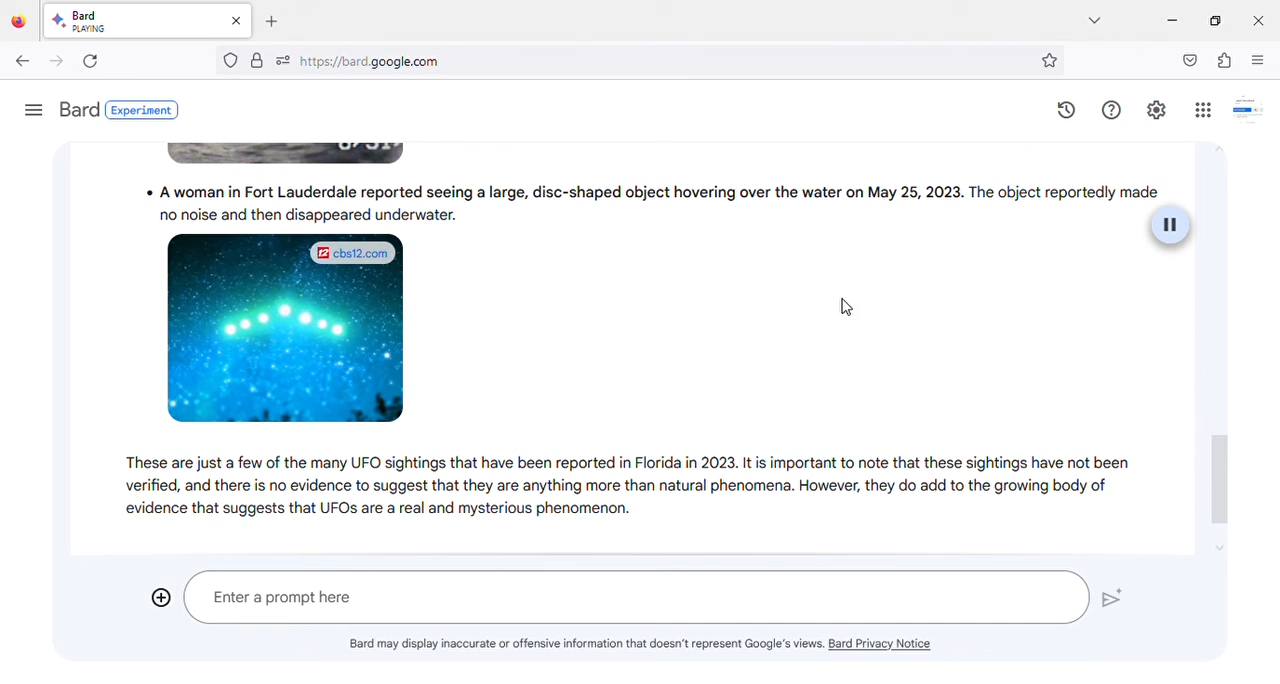 Bard
PLAYING
https://bard.google.com
Bard Experiment
A woman in Fort Lauderdale reported seeing a large, disc-shaped object hovering over the water on May 25, 2023. The object reportedly made
no noise and then disappeared underwater.
cbs12.com
These are just a few of the many UFO sightings that have been reported in Florida in 2023. It is important to note that these sightings have not been
verified, and there is no evidence to suggest that they are anything more than natural phenomena. However, they do add to the growing body of
evidence that suggests that UFOs are a real and mysterious phenomenon.
Enter a prompt here
Bard may display inaccurate or offensive information that doesn't represent Google's views. Bard Privacy Notice